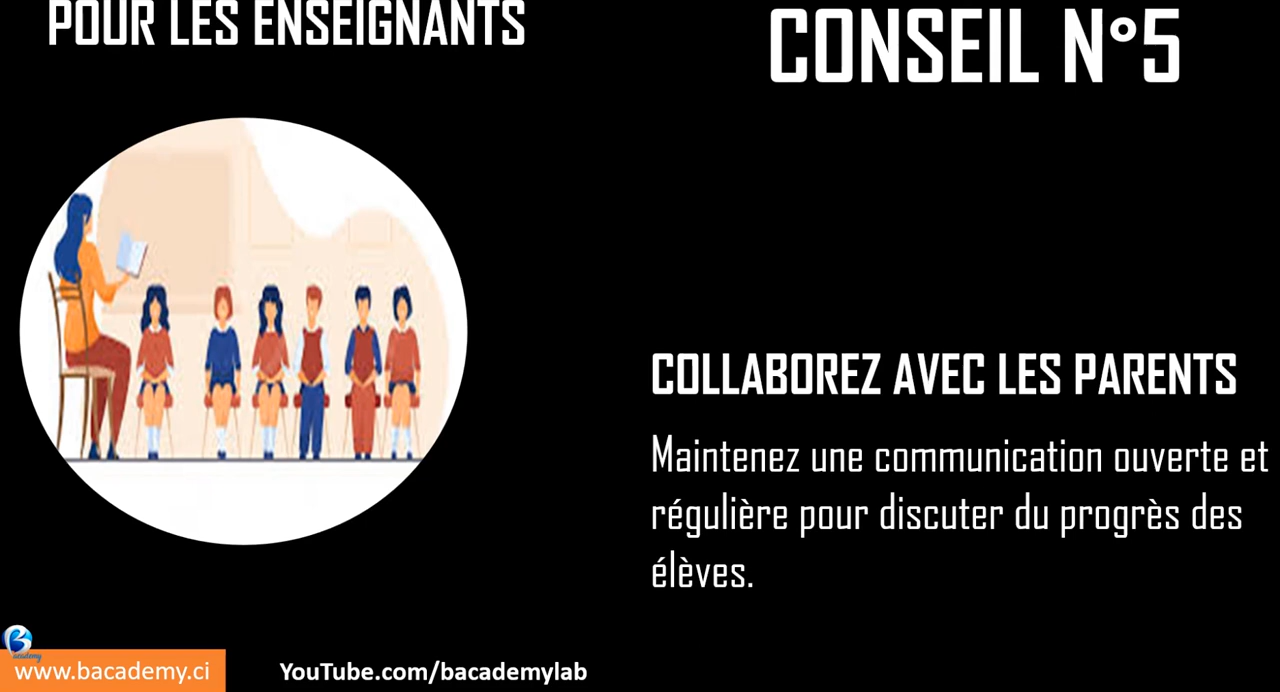 POUR LES ENSEIGNANTS
CONSEIL N°5
COLLABOREZ AVEC LES PARENTS
Maintenez une communication ouverte et
régulière pour discuter du progrès des
élèves.
B
academy
www.bacademy.ci
YouTube.com/bacademylab